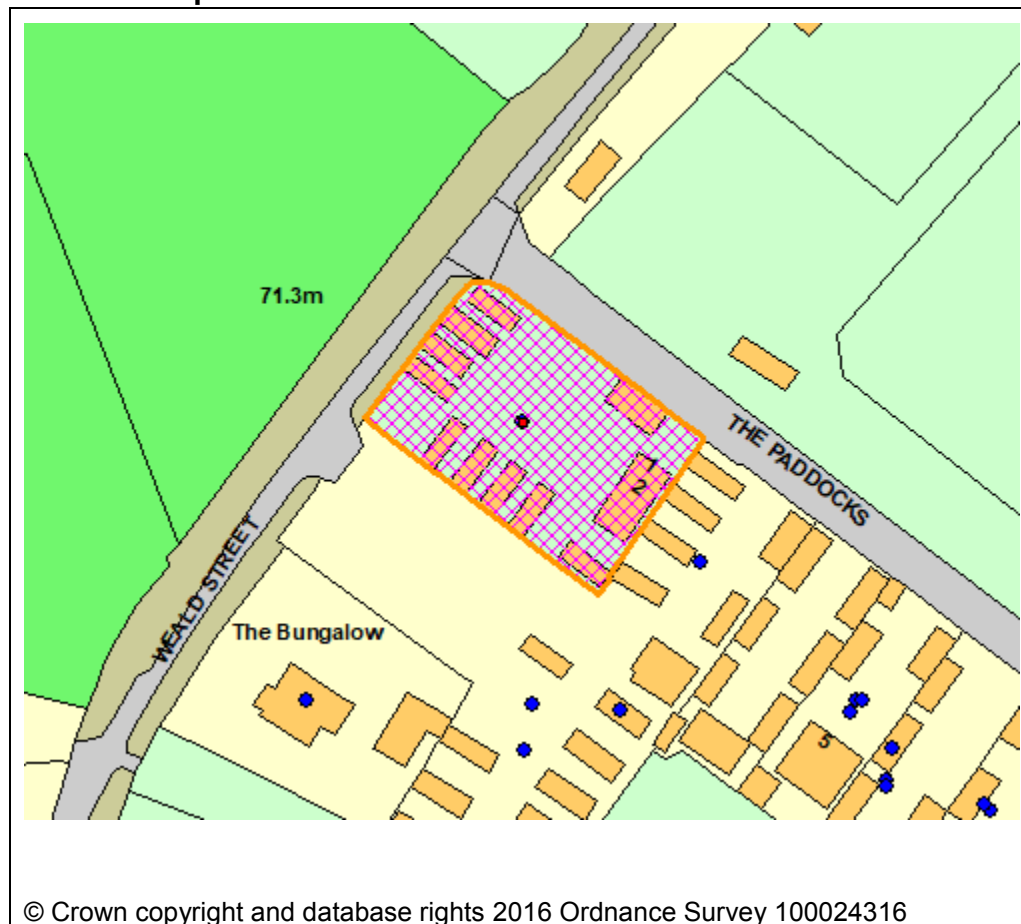 71.3m
THE PADDOCKS
1
2
WEALD STREET
The Bungalow
5
© Crown copyright and database rights 2016 Ordnance Survey 100024316